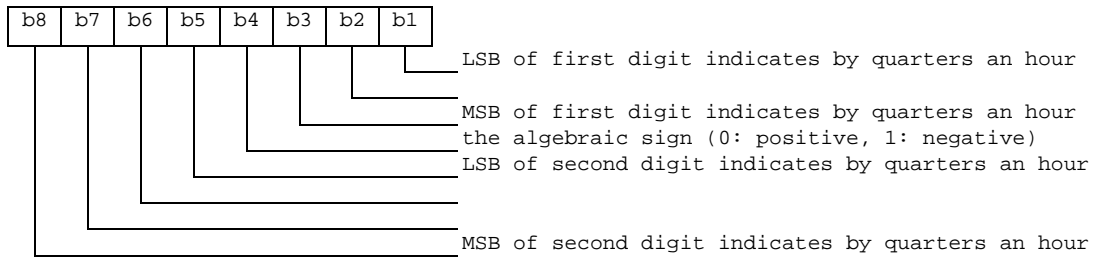 b8 b7 b6 b5 b4 b3 b2 b1
LSB of first digit indicates by quarters an hour
MSB of first digit indicates by quarters an hour
the algebraic sign (0: positive, 1: negative)
LSB of second digit indicates by quarters an hour
MSB of second digit indicates by quarters an hour